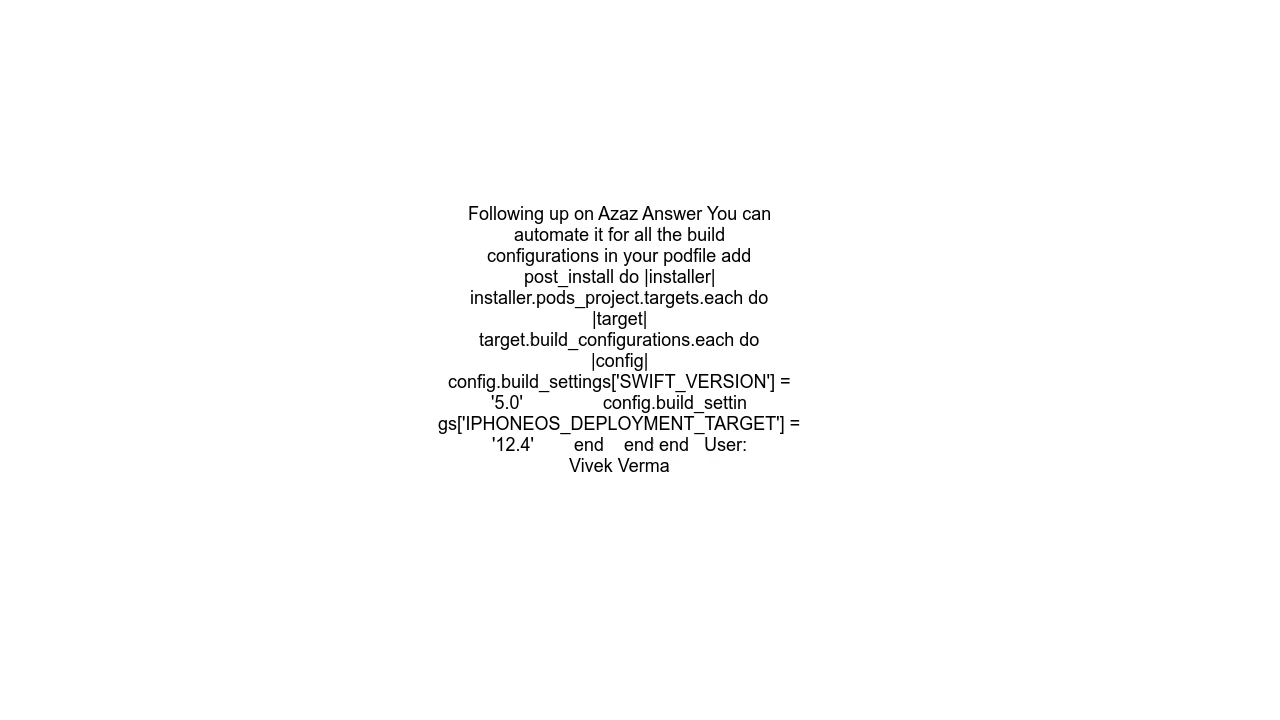 Following up on Azaz Answer You can
automate it for all the build
configurations in your podfile add
post_install do |installer|
installer.pods_project.targets.each do
|target|
target.build_configurations.each do
|config|
config.build_settings['SWIFT_VERSION'] =
'5.0'                config.build_settin
gs['IPHONEOS_DEPLOYMENT_TARGET'] =
'12.4'        end    end end   User:
Vivek Verma